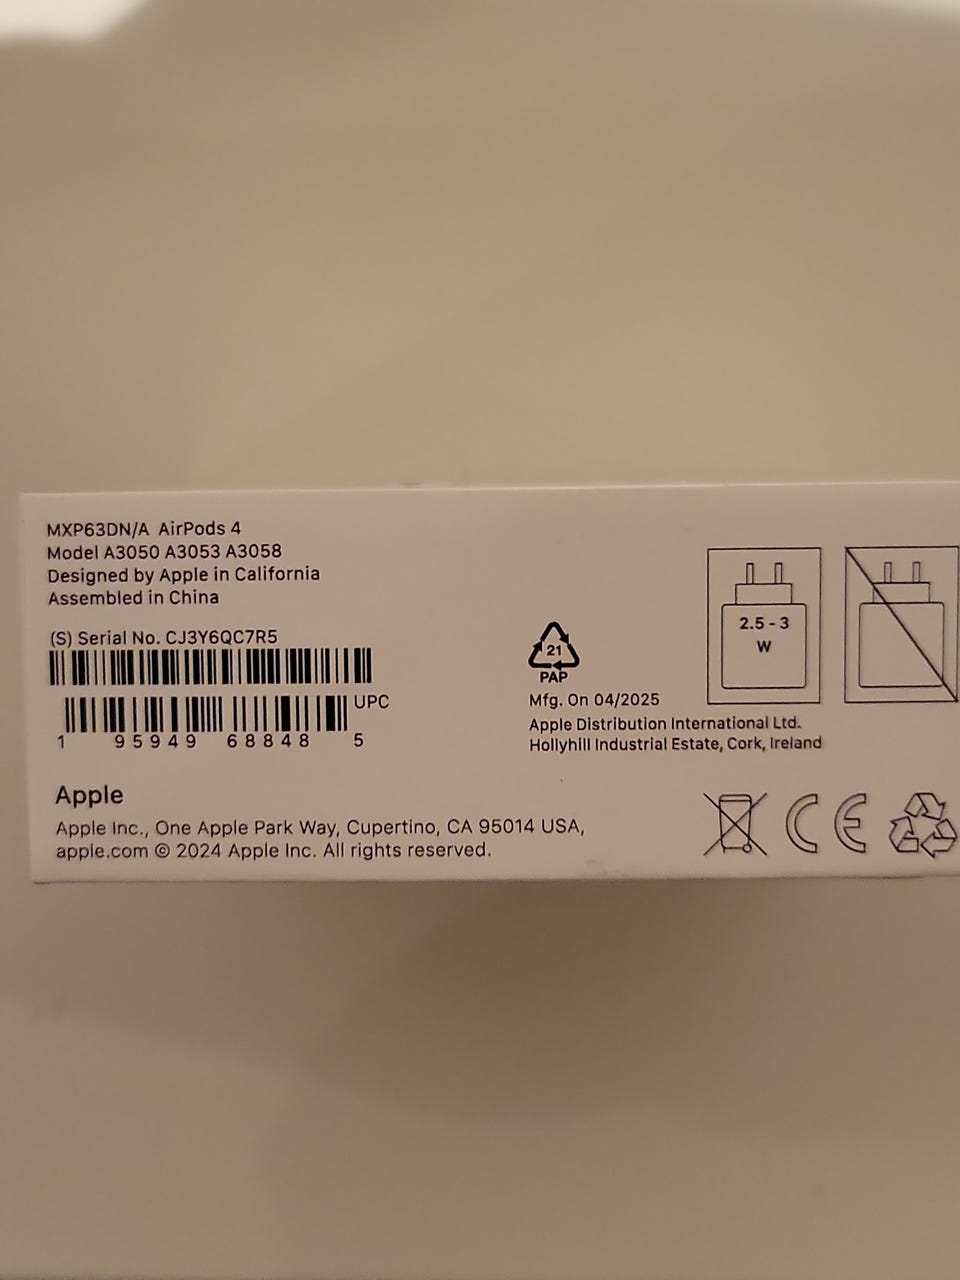 MXP63DN/A AirPods 4
Model A3050 A3053 A3058
Designed by Apple in California
Assembled in China
(S) Serial No. CJ3Y6QC7R5
UPC
1 95949 68848 5
21
PAP
Mfg. On 04/2025
Apple Distribution International Ltd.
Hollyhill Industrial Estate, Cork, Ireland
2.5 - 3
W
Apple
Apple Inc., One Apple Park Way, Cupertino, CA 95014 USA,
apple.com © 2024 Apple Inc. All rights reserved.
CE